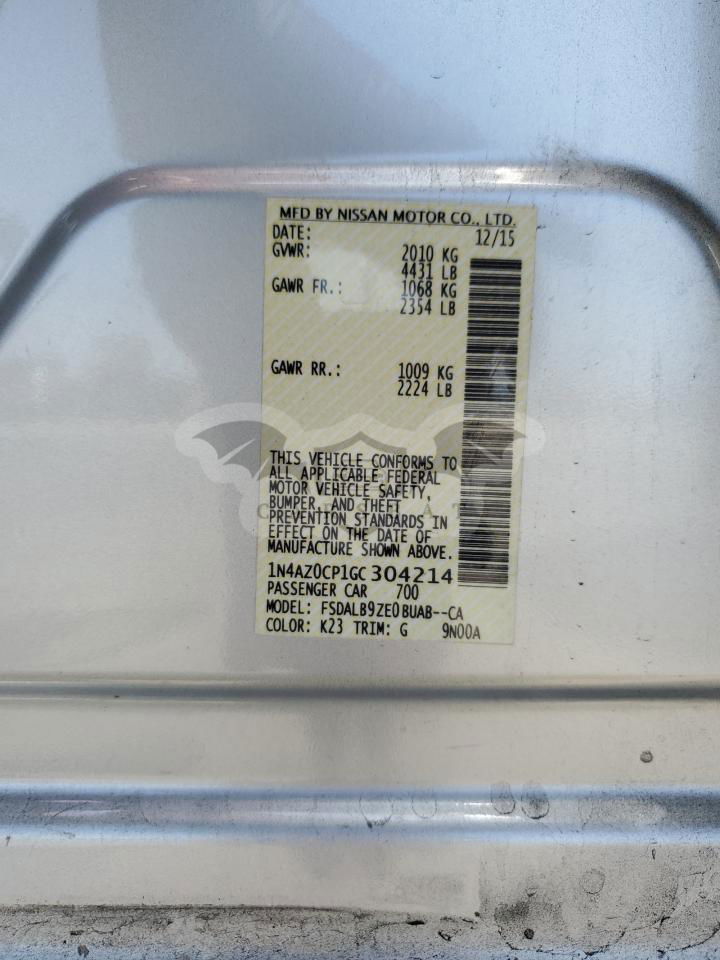 MFD BY NISSAN MOTOR CO., LTD.
DATE: 12/15
GVWR: 2010 KG
4431 LB
GAWR FR.: 1068 KG
2354 LB
GAWR RR.: 1009 KG
2224 LB
THIS VEHICLE CONFORMS TO
ALL APPLICABLE FEDERAL
MOTOR VEHICLE SAFETY,
BUMPER, AND THEFT
PREVENTION STANDARDS IN
EFFECT ON THE DATE OF
MANUFACTURE SHOWN ABOVE.
1N4AZ0CP1GC304214
PASSENGER CAR 700
MODEL: FSDALB9ZE0BUAB--CA
COLOR: K23 TRIM: G 9N00A